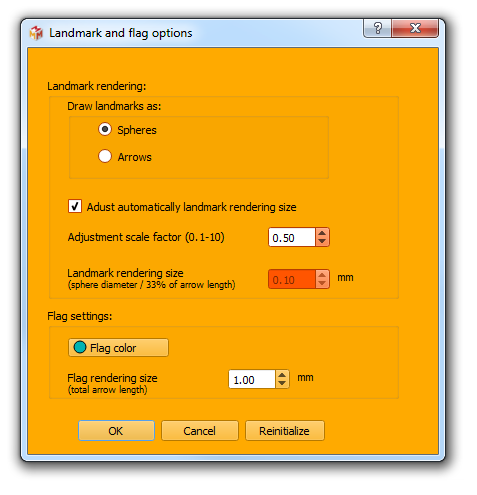 Landmark and flag options
Landmark rendering:
Draw landmarks as:
Spheres
Arrows
Adust automatically landmark rendering size
Adjustment scale factor (0.1-10) 0.50
Landmark rendering size 0.10 mm
(sphere diameter / 33% of arrow length)
Flag settings:
Flag color
Flag rendering size 1.00 mm
(total arrow length)
OK Cancel Reinitialize